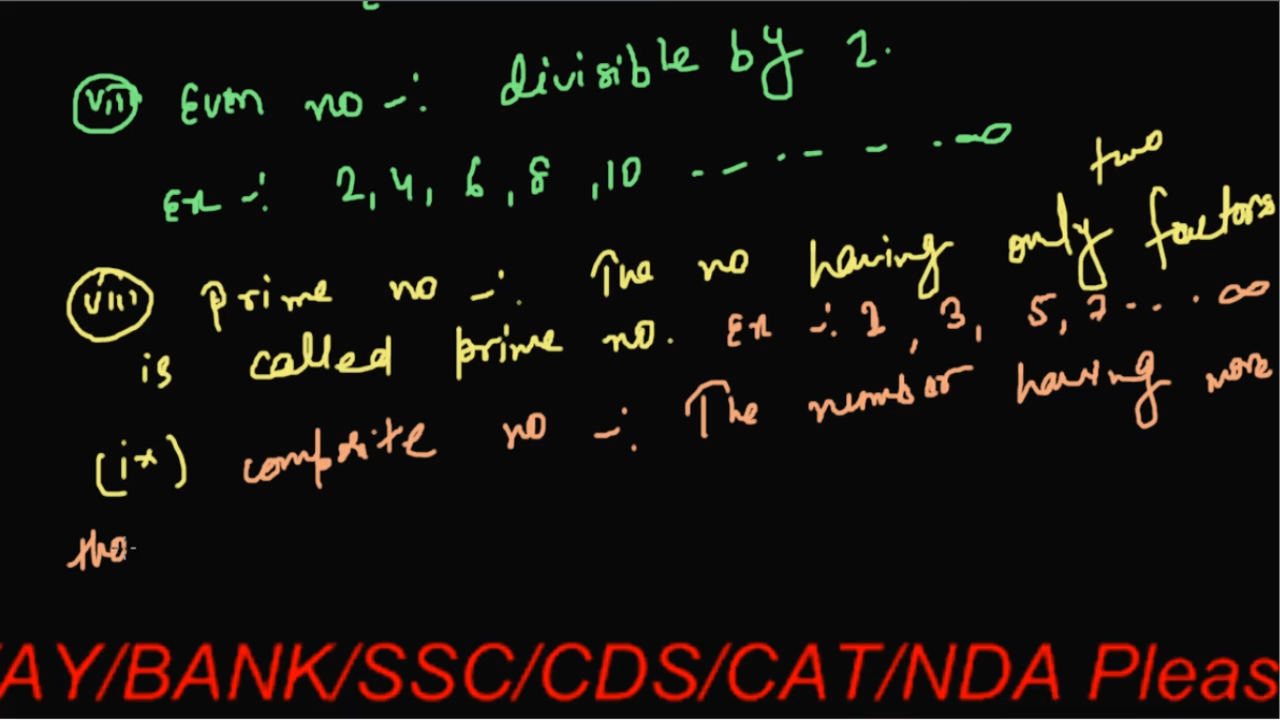 (vii) Even no -: divisible by 2.
Ex -: 2, 4, 6, 8, 10 -- -- - . -∞
two
(viii) prime no -: The no having only factors
is called prime no. Ex -: 2, 3, 5, 7 - - . ∞
(ix) composite no -: The number having more
tha
AY/BANK/SSC/CDS/CAT/NDA Pleas